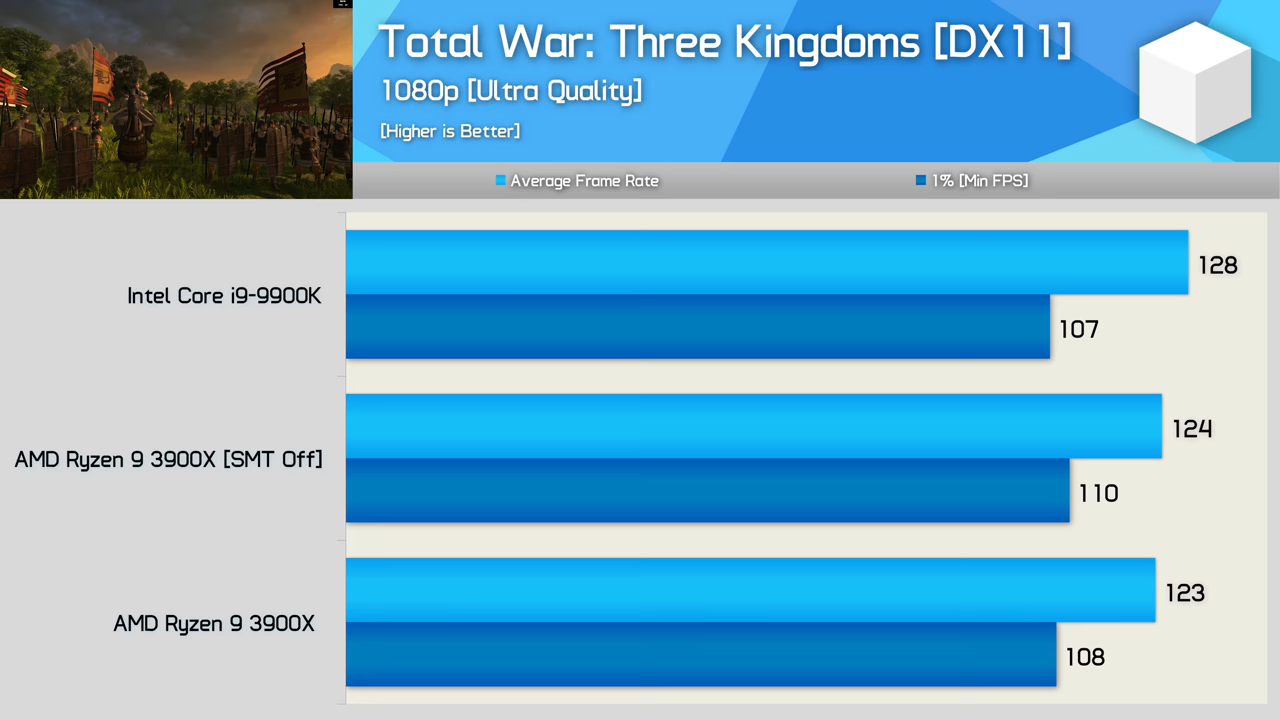 Total War: Three Kingdoms [DX11]
1080p [Ultra Quality]
[Higher is Better]
Average Frame Rate
1% [Min FPS]
Intel Core i9-9900K
128
107
AMD Ryzen 9 3900X [SMT Off]
124
110
AMD Ryzen 9 3900X
123
108